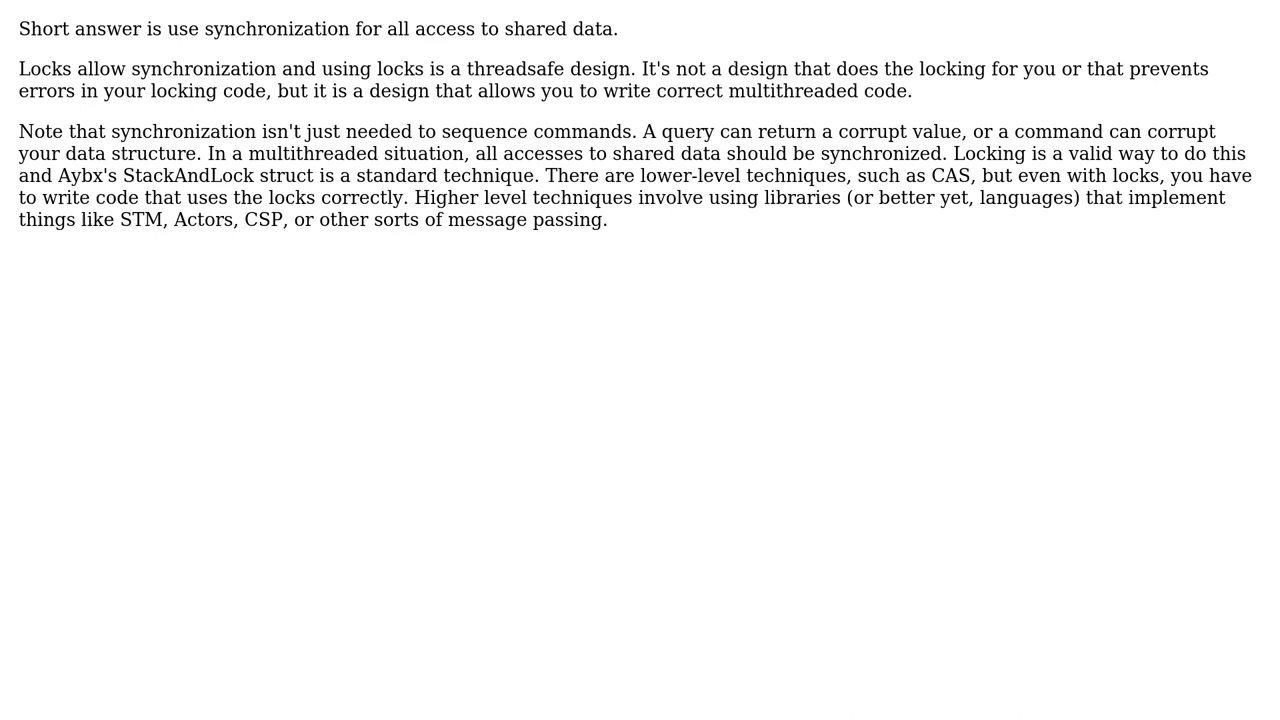 Short answer is use synchronization for all access to shared data.
Locks allow synchronization and using locks is a threadsafe design. It's not a design that does the locking for you or that prevents
errors in your locking code, but it is a design that allows you to write correct multithreaded code.
Note that synchronization isn't just needed to sequence commands. A query can return a corrupt value, or a command can corrupt
your data structure. In a multithreaded situation, all accesses to shared data should be synchronized. Locking is a valid way to do this
and Aybx's StackAndLock struct is a standard technique. There are lower-level techniques, such as CAS, but even with locks, you have
to write code that uses the locks correctly. Higher level techniques involve using libraries (or better yet, languages) that implement
things like STM, Actors, CSP, or other sorts of message passing.